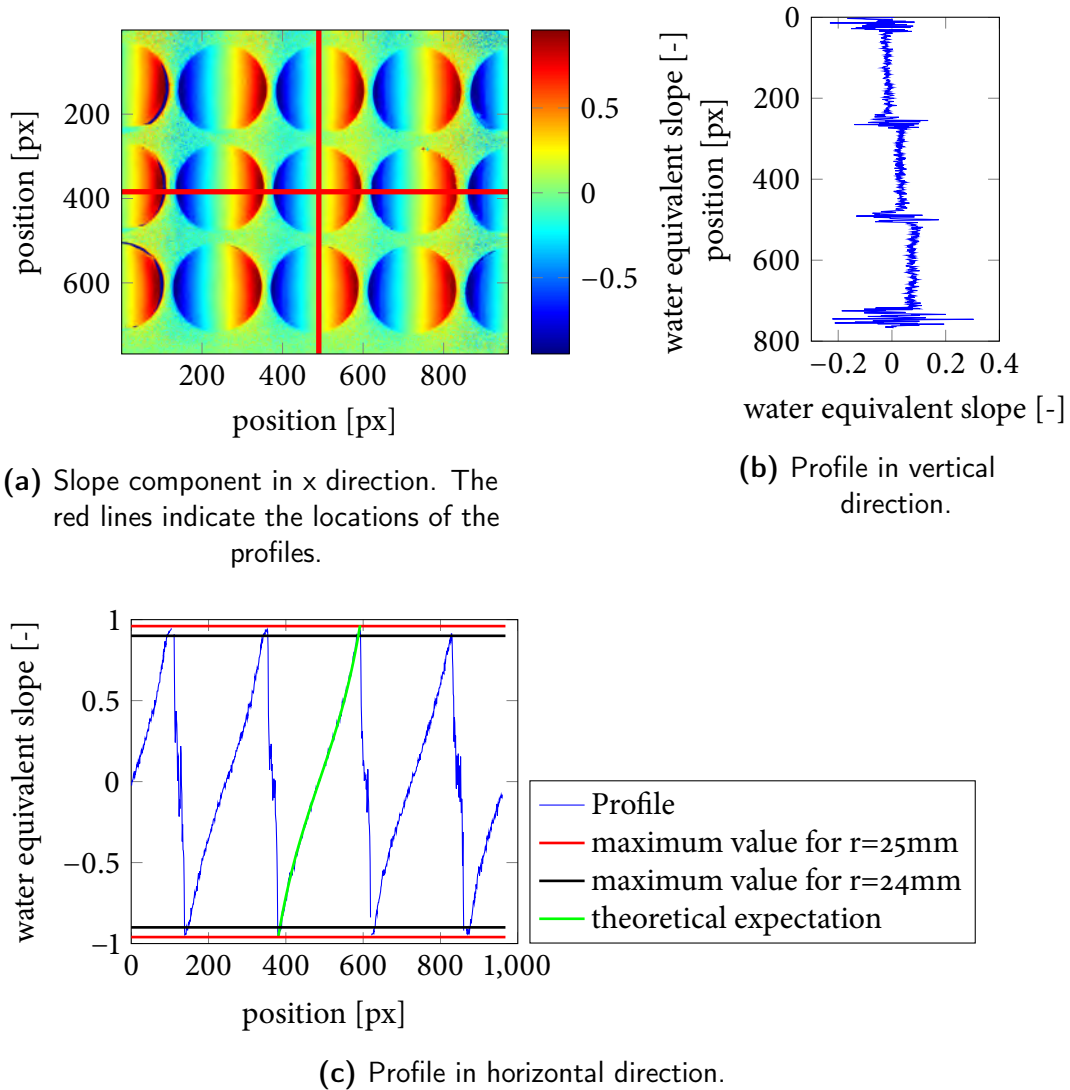 position [px]
200
400
600
200
400
600
800
position [px]
0.5
0
−0.5
water equivalent slope [-]
(a) Slope component in x direction. The
red lines indicate the locations of the
profiles.
position [px]
0
200
400
600
800
−0.2
0
0.2
0.4
water equivalent slope [-]
(b) Profile in vertical
direction.
water equivalent slope [-]
1
0.5
0
−0.5
−1
0
200
400
600
800
1,000
position [px]
Profile
maximum value for r=25mm
maximum value for r=24mm
theoretical expectation
(c) Profile in horizontal direction.